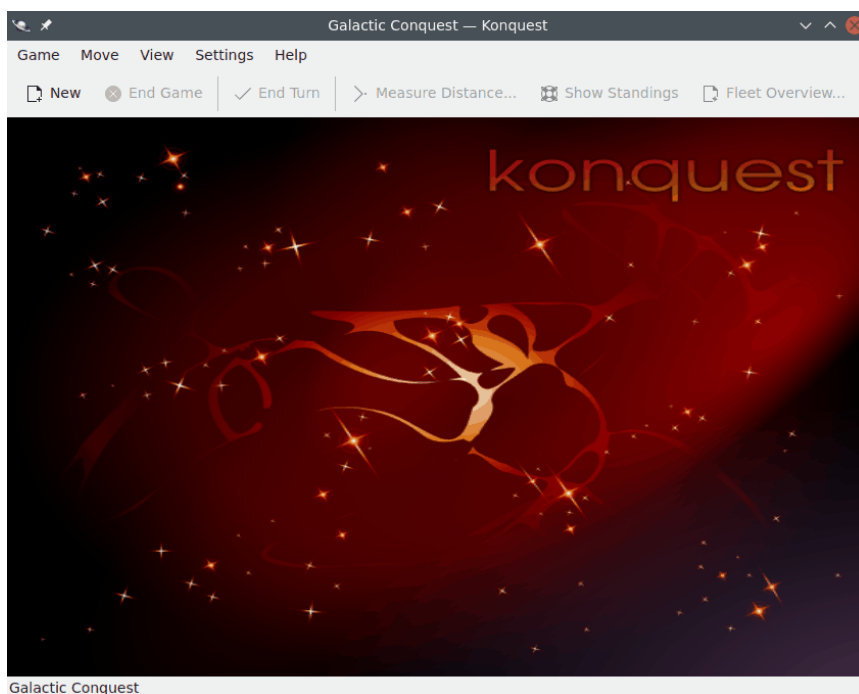 Galactic Conquest — Konquest
Game Move View Settings Help
New End Game End Turn Measure Distance... Show Standings Fleet Overview...
konquest
Galactic Conquest